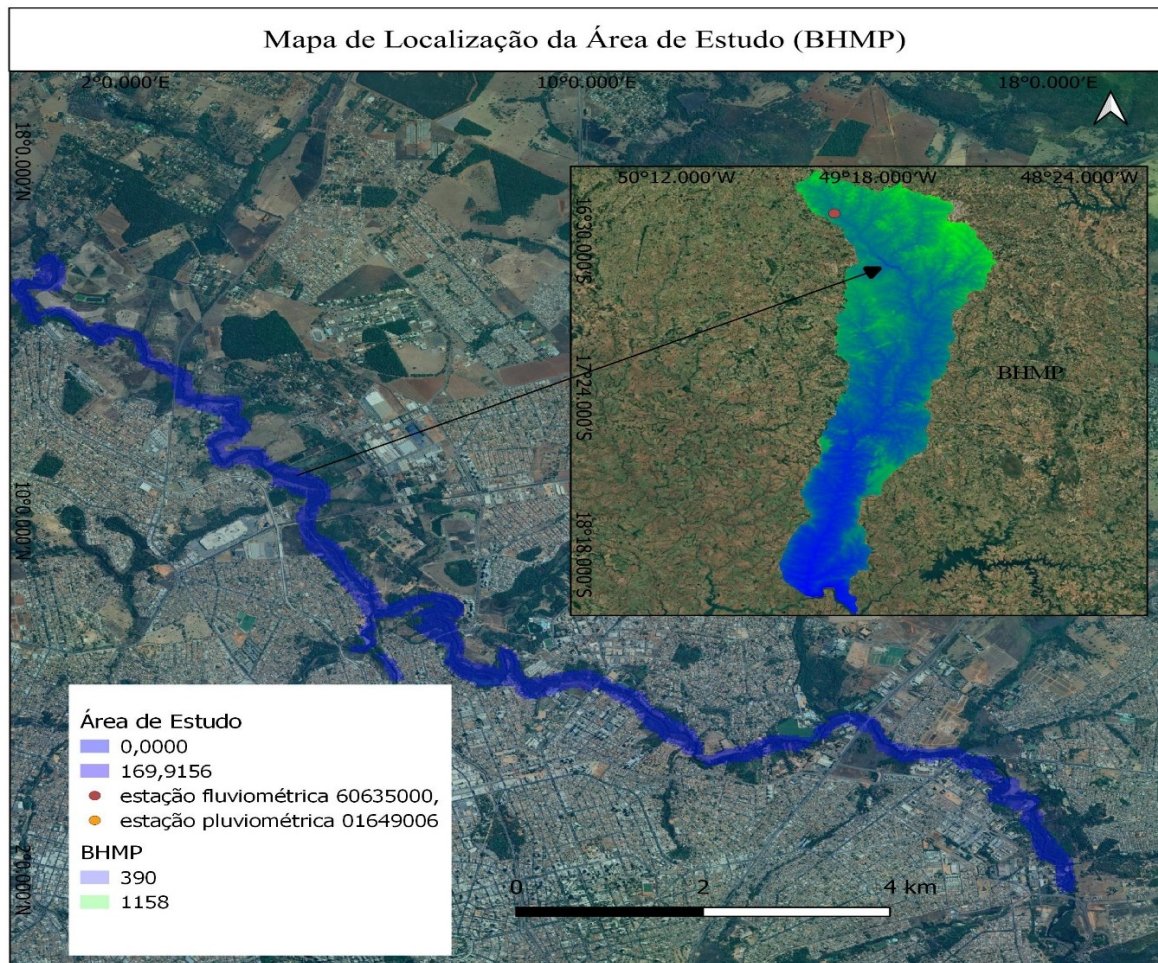 Mapa de Localização da Área de Estudo (BHMP)
2°0.000′E
10°0.000′E
18°0.000′E
18°0.000′N
10°0.000′N
2°0.000′N
50°12.000′W
49°18.000′W
48°24.000′W
16°30.000′S
17°24.000′S
18°18.000′S
BHMP
Área de Estudo
0,0000
169,9156
estação fluviométrica 60635000,
estação pluviométrica 01649006
BHMP
390
1158
0
2
4 km